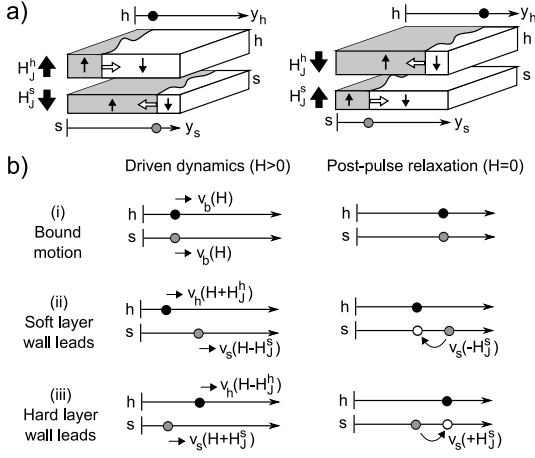 a)
h y_h
H_J^h
h
H_J^s
s
s y_s
h y_h
H_J^h
h
H_J^s
s
s y_s
b)
Driven dynamics (H>0) Post-pulse relaxation (H=0)
(i)
Bound
motion
h v_b(H)
s
v_b(H)
h
s
(ii)
Soft layer
wall leads
h v_h(H+H_J^h)
s
v_s(H-H_J^s)
h
s
v_s(-H_J^s)
(iii)
Hard layer
wall leads
h v_h(H-H_J^h)
s
v_s(H+H_J^s)
h
s
v_s(+H_J^s)